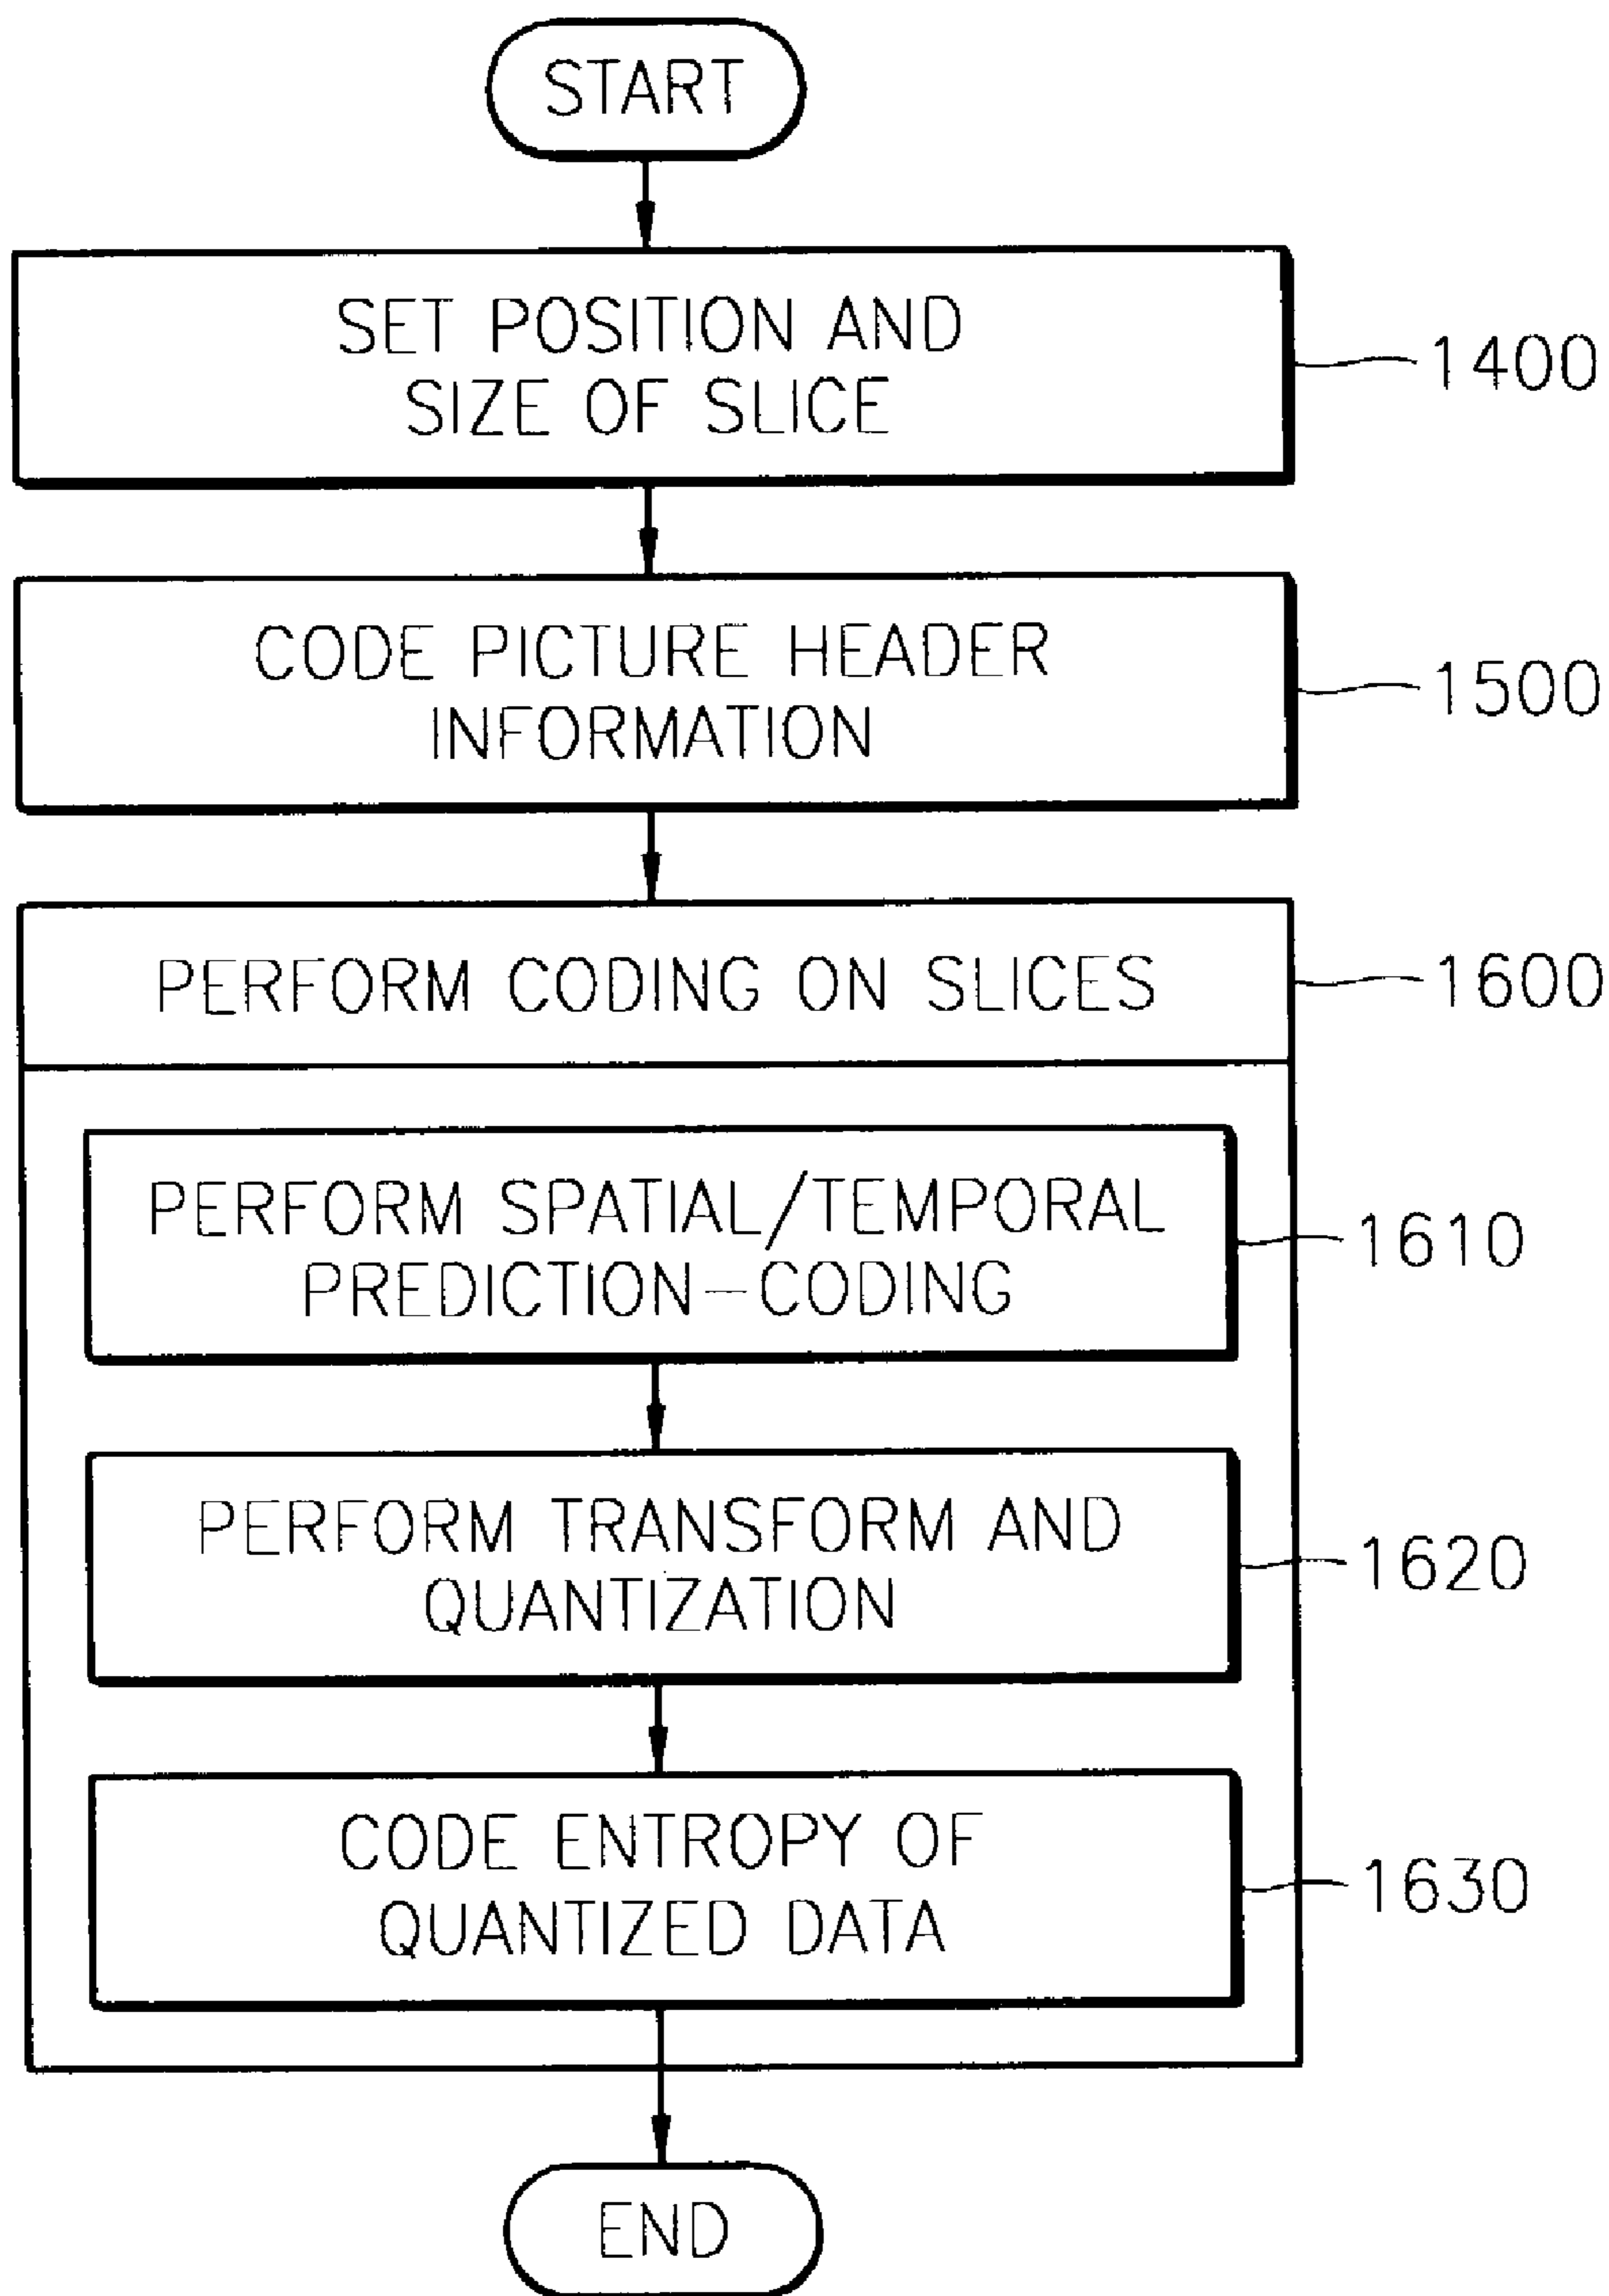 START
SET POSITION AND
SIZE OF SLICE
1400
CODE PICTURE HEADER
INFORMATION
1500
PERFORM CODING ON SLICES
1600
PERFORM SPATIAL/TEMPORAL
PREDICTION-CODING
1610
PERFORM TRANSFORM AND
QUANTIZATION
1620
CODE ENTROPY OF
QUANTIZED DATA
1630
END